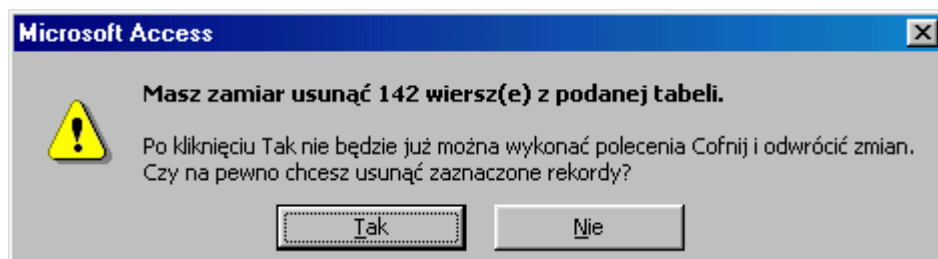 Microsoft Access
Masz zamiar usunąć 142 wiersz(e) z podanej tabeli.
Po kliknięciu Tak nie będzie już można wykonać polecenia Cofnij i odwrócić zmian.
Czy na pewno chcesz usunąć zaznaczone rekordy?
Tak Nie